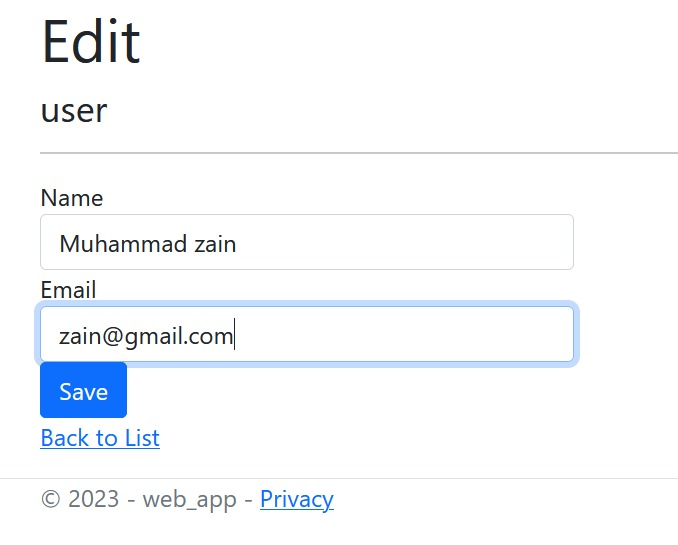 Edit
user
Name
Muhammad zain
Email
zain@gmail.com
Save
Back to List
© 2023 - web_app - Privacy